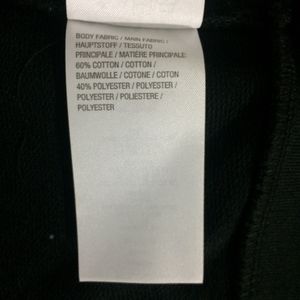 BODY FABRIC / MAIN FABRIC /
HAUPTSTOFF / TESSUTO
PRINCIPALE / MATIÈRE PRINCIPALE
60% COTTON / COTTON /
BAUMWOLLE / COTONE / COTON
40% POLYESTER / POLYESTER /
POLYESTER / POLIESTERE /
POLYESTER